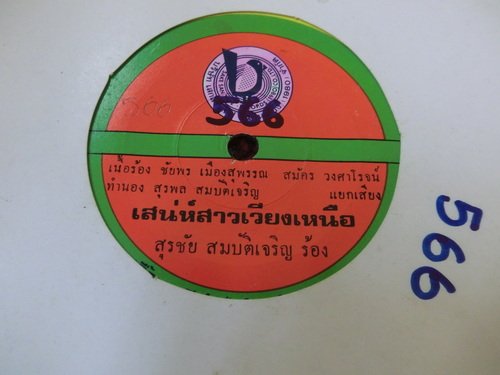 b
566
500
เนื้อร้อง ชัยพร เมืองสุพรรณ สมัคร วงศาโรจน์
ทำนอง สุรพล สมบัติเจริญ แยกเสียง
เสน่ห์สาวเวียงเหนือ
สุรชัย สมบัติเจริญ ร้อง
566